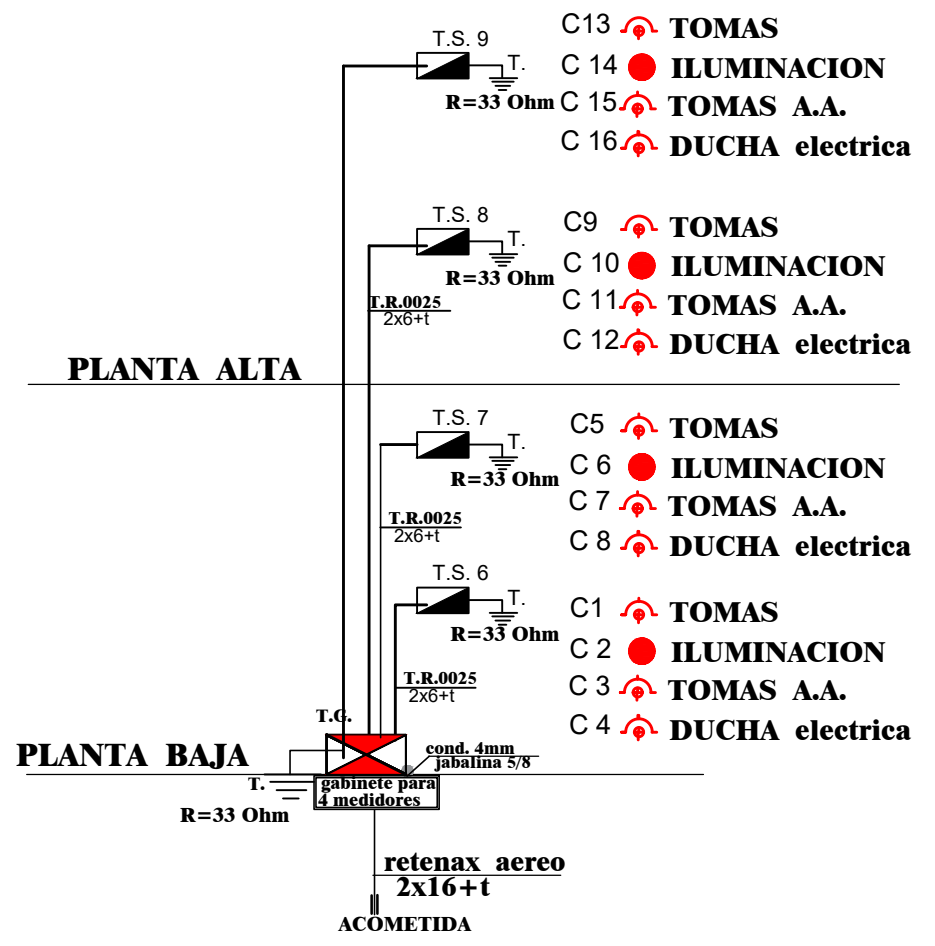 T.S. 9
T.
R=33 Ohm
C13 TOMAS
C 14 ILUMINACION
C 15 TOMAS A.A.
C 16 DUCHA electrica
T.S. 8
T.
R=33 Ohm
T.R.0025
2x6+t
C9 TOMAS
C 10 ILUMINACION
C 11 TOMAS A.A.
C 12 DUCHA electrica
PLANTA ALTA
T.S. 7
T.
R=33 Ohm
T.R.0025
2x6+t
C5 TOMAS
C 6 ILUMINACION
C 7 TOMAS A.A.
C 8 DUCHA electrica
T.S. 6
T.
R=33 Ohm
T.R.0025
2x6+t
C1 TOMAS
C 2 ILUMINACION
C 3 TOMAS A.A.
C 4 DUCHA electrica
T.G.
PLANTA BAJA
cond. 4mm
jabalina 5/8
T.
R=33 Ohm
gabinete para
4 medidores
retenax aereo
2x16+t
ACOMETIDA